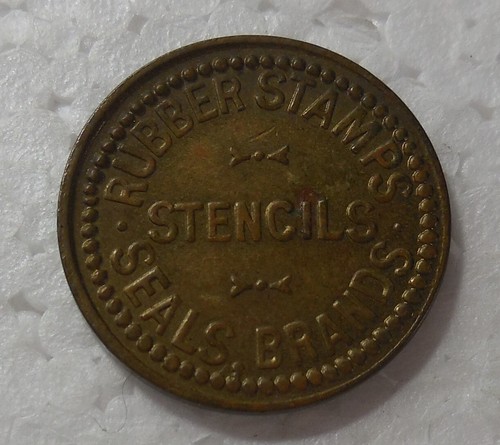 RUBBER STAMPS
STENCILS
SEALS, BRANDS.